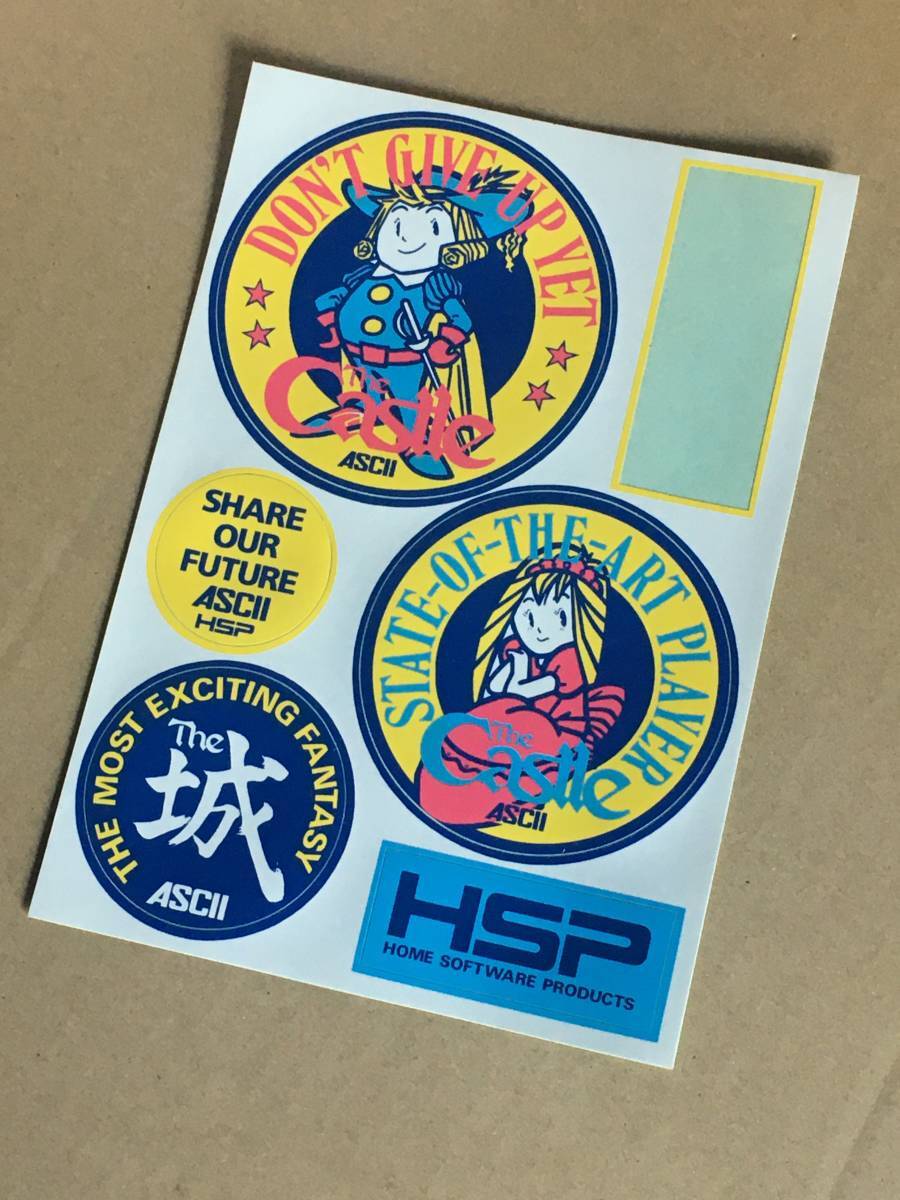 DON'T GIVE UP YET
The
Castle
ASCII
SHARE
OUR
FUTURE
ASCII
HSP
STATE-OF-THE-ART PLAYER
The
Castle
ASCII
THE MOST EXCITING FANTASY
The
城
ASCII
HSP
HOME SOFTWARE PRODUCTS